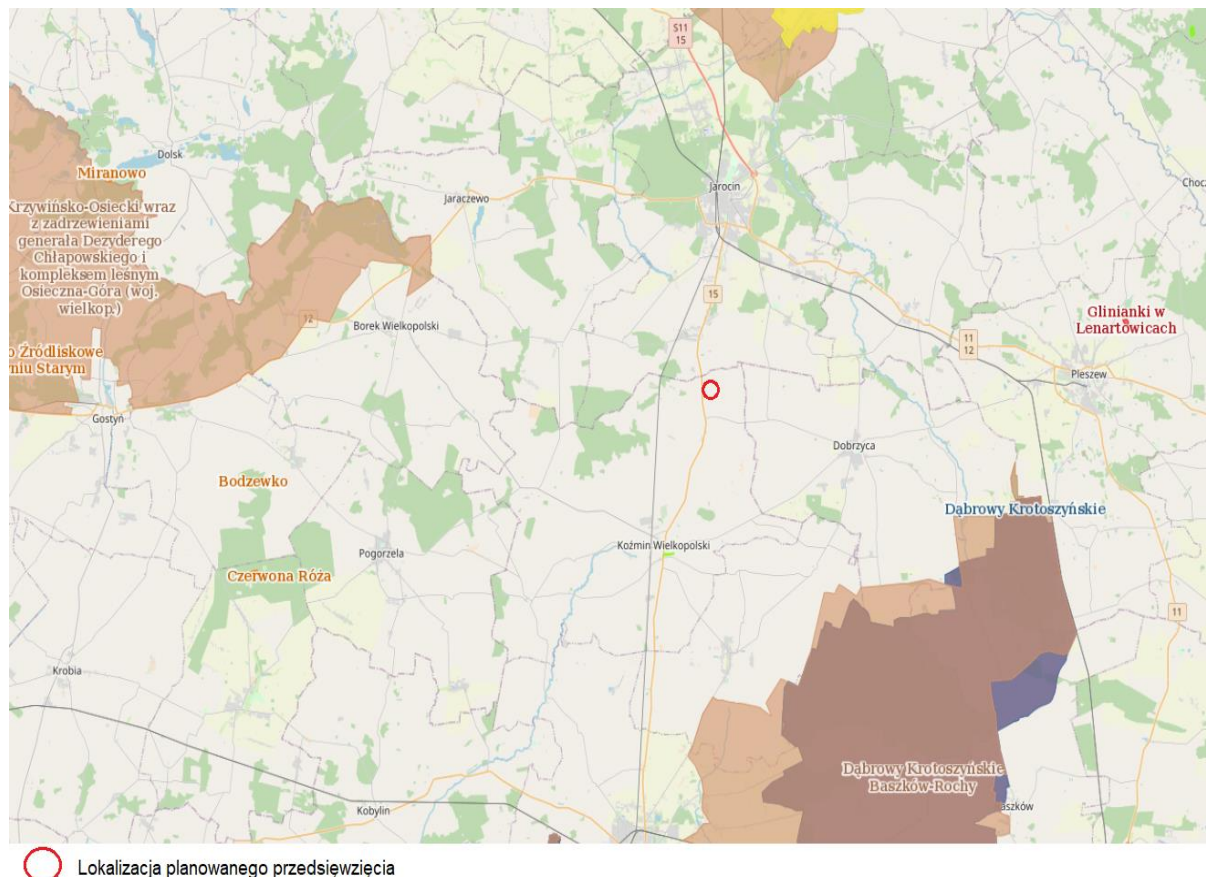 S11
15
Dolsk
Miranowo
Krzywińsko-Osiecki wraz
z zadrzewieniami
generała Dezyderego
Chłapowskiego i
kompleksem leśnym
Osieczna-Góra (woj.
wielkop.)
Jaraczewo
Jarocin
Chocz
15
12
Borek Wielkopolski
Glinianki w
Lenartowicach
11
12
Pleszew
o Źródliskowe
yniu Starym
Gostyń
Dobrzyca
Bodzewko
Dąbrowy Krotoszyńskie
Pogorzela
Koźmin Wielkopolski
Czerwona Róża
11
Krobia
Dąbrowy Krotoszyńskie
Baszków-Rochy
aszków
Kobylin
Lokalizacja planowanego przedsięwzięcia